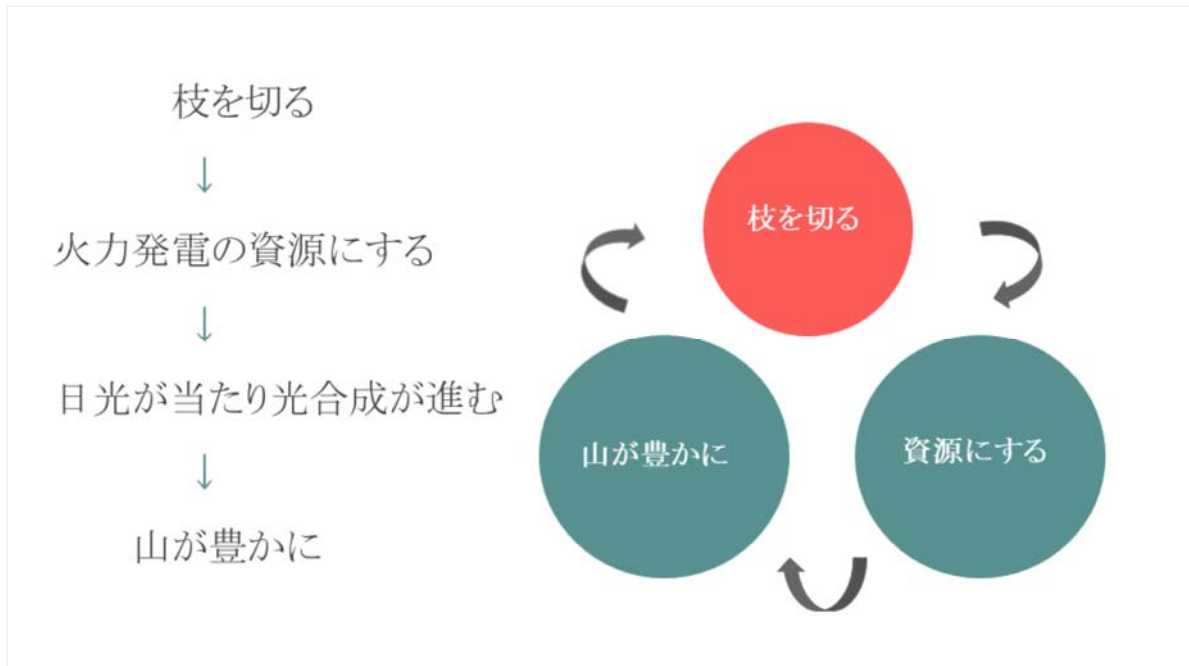 枝を切る
↓
火力発電の資源にする
↓
日光が当たり光合成が進む
↓
山が豊かに
枝を切る
資源にする
山が豊かに